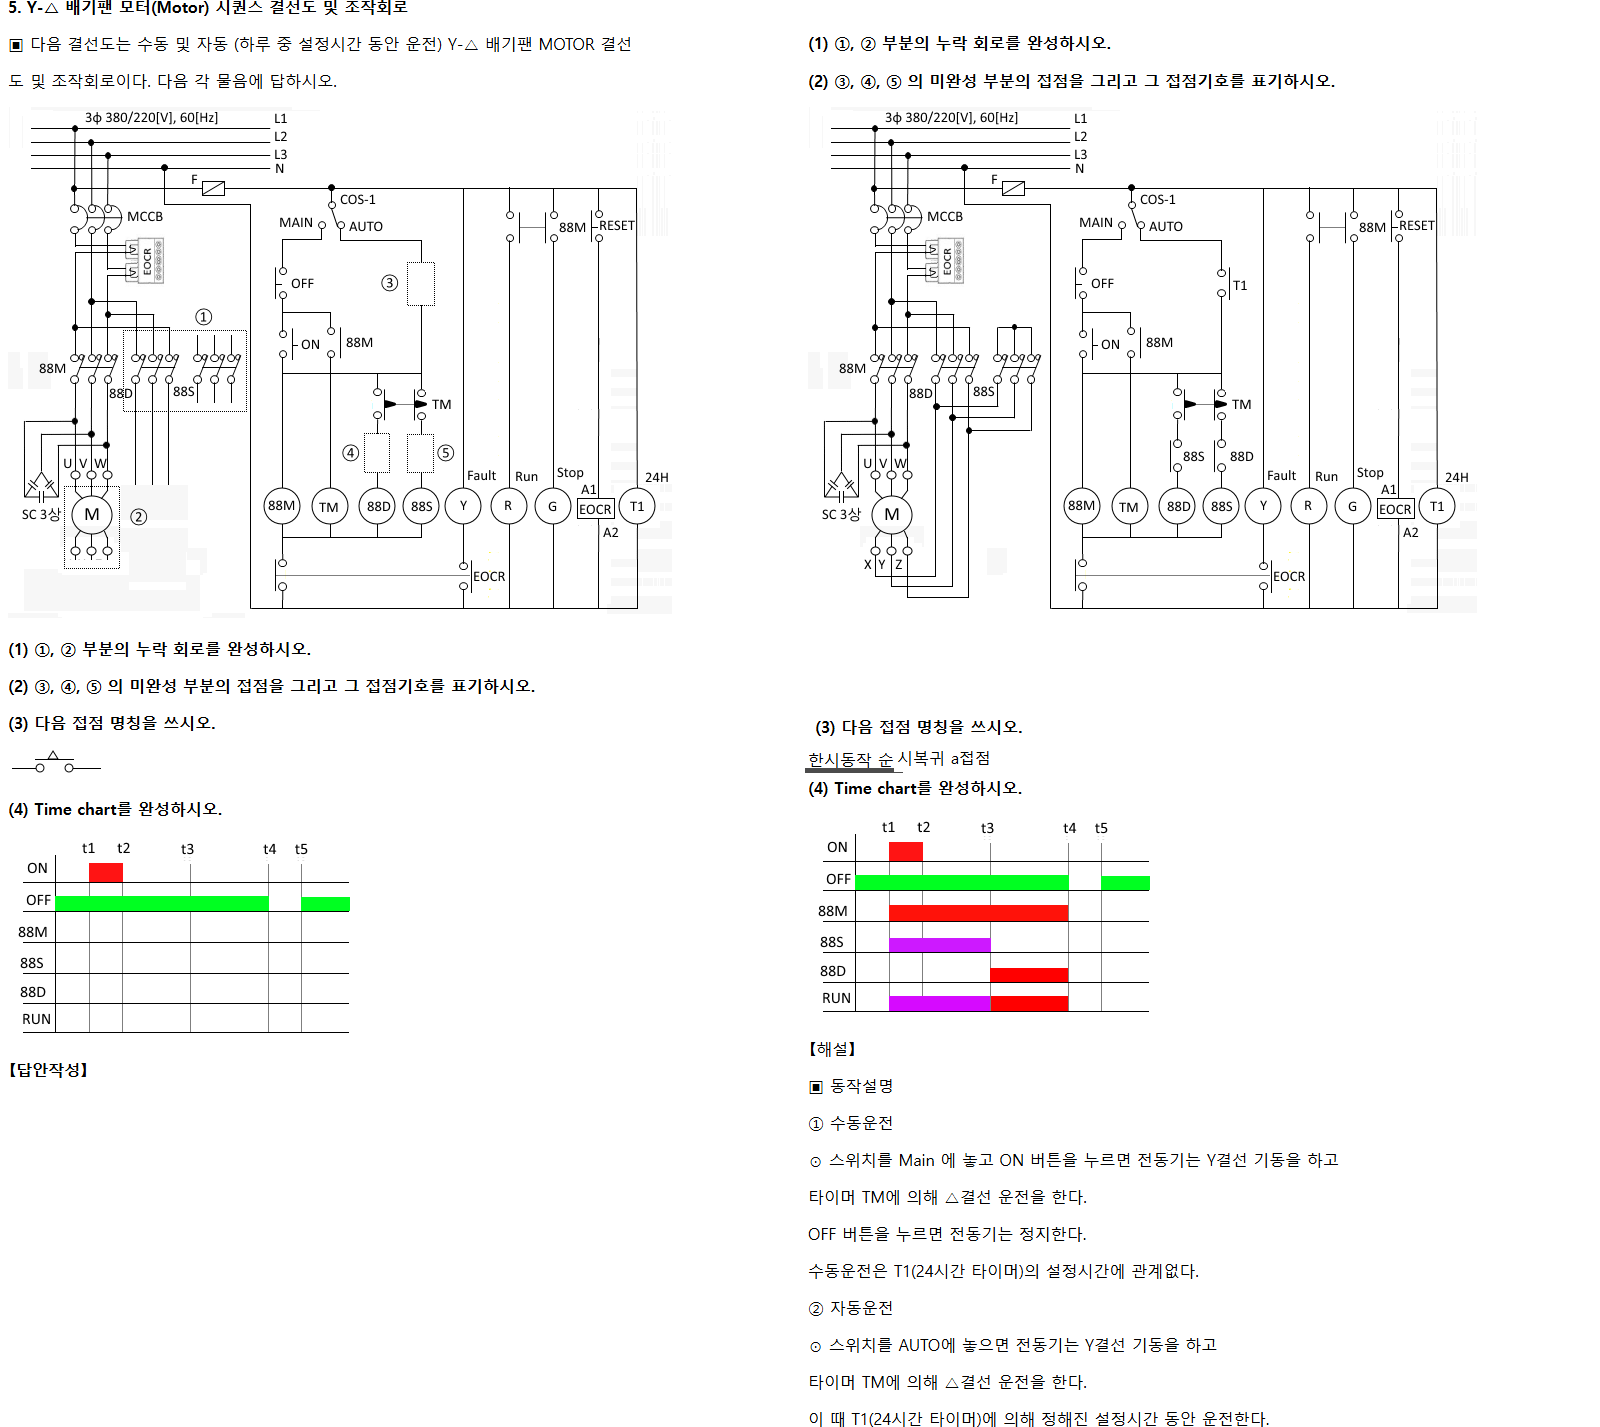 5. Y-△ 배기팬 모터(Motor) 시퀀스 결선도 및 조작회로
▣ 다음 결선도는 수동 및 자동 (하루 중 설정시간 동안 운전) Y-△ 배기팬 MOTOR 결선
도 및 조작회로이다. 다음 각 물음에 답하시오.
3ф 380/220[V], 60[Hz]
L1
L2
L3
N
F
COS-1
MCCB
MAIN
AUTO
88M
RESET
EOCR
OFF
③
①
ON
88M
88M
88D
88S
TM
④
⑤
U V W
Fault
Run
Stop
A1
24H
SC 3상
M
②
88M
TM
88D
88S
Y
R
G
EOCR
T1
A2
EOCR
(1) ①, ② 부분의 누락 회로를 완성하시오.
(2) ③, ④, ⑤ 의 미완성 부분의 접점을 그리고 그 접점기호를 표기하시오.
(3) 다음 접점 명칭을 쓰시오.
(4) Time chart를 완성하시오.
t1 t2 t3 t4 t5
ON
OFF
88M
88S
88D
RUN
【답안작성】
(1) ①, ② 부분의 누락 회로를 완성하시오.
(2) ③, ④, ⑤ 의 미완성 부분의 접점을 그리고 그 접점기호를 표기하시오.
3ф 380/220[V], 60[Hz]
L1
L2
L3
N
F
COS-1
MCCB
MAIN
AUTO
88M
RESET
EOCR
OFF
T1
ON
88M
88M
88D
88S
TM
88S
88D
U V W
Fault
Run
Stop
A1
24H
SC 3상
M
88M
TM
88D
88S
Y
R
G
EOCR
T1
A2
X Y Z
EOCR
(3) 다음 접점 명칭을 쓰시오.
한시동작 순시복귀 a접점
(4) Time chart를 완성하시오.
t1 t2 t3 t4 t5
ON
OFF
88M
88S
88D
RUN
【해설】
▣ 동작설명
① 수동운전
⊙ 스위치를 Main 에 놓고 ON 버튼을 누르면 전동기는 Y결선 기동을 하고
타이머 TM에 의해 △결선 운전을 한다.
OFF 버튼을 누르면 전동기는 정지한다.
수동운전은 T1(24시간 타이머)의 설정시간에 관계없다.
② 자동운전
⊙ 스위치를 AUTO에 놓으면 전동기는 Y결선 기동을 하고
타이머 TM에 의해 △결선 운전을 한다.
이 때 T1(24시간 타이머)에 의해 정해진 설정시간 동안 운전한다.